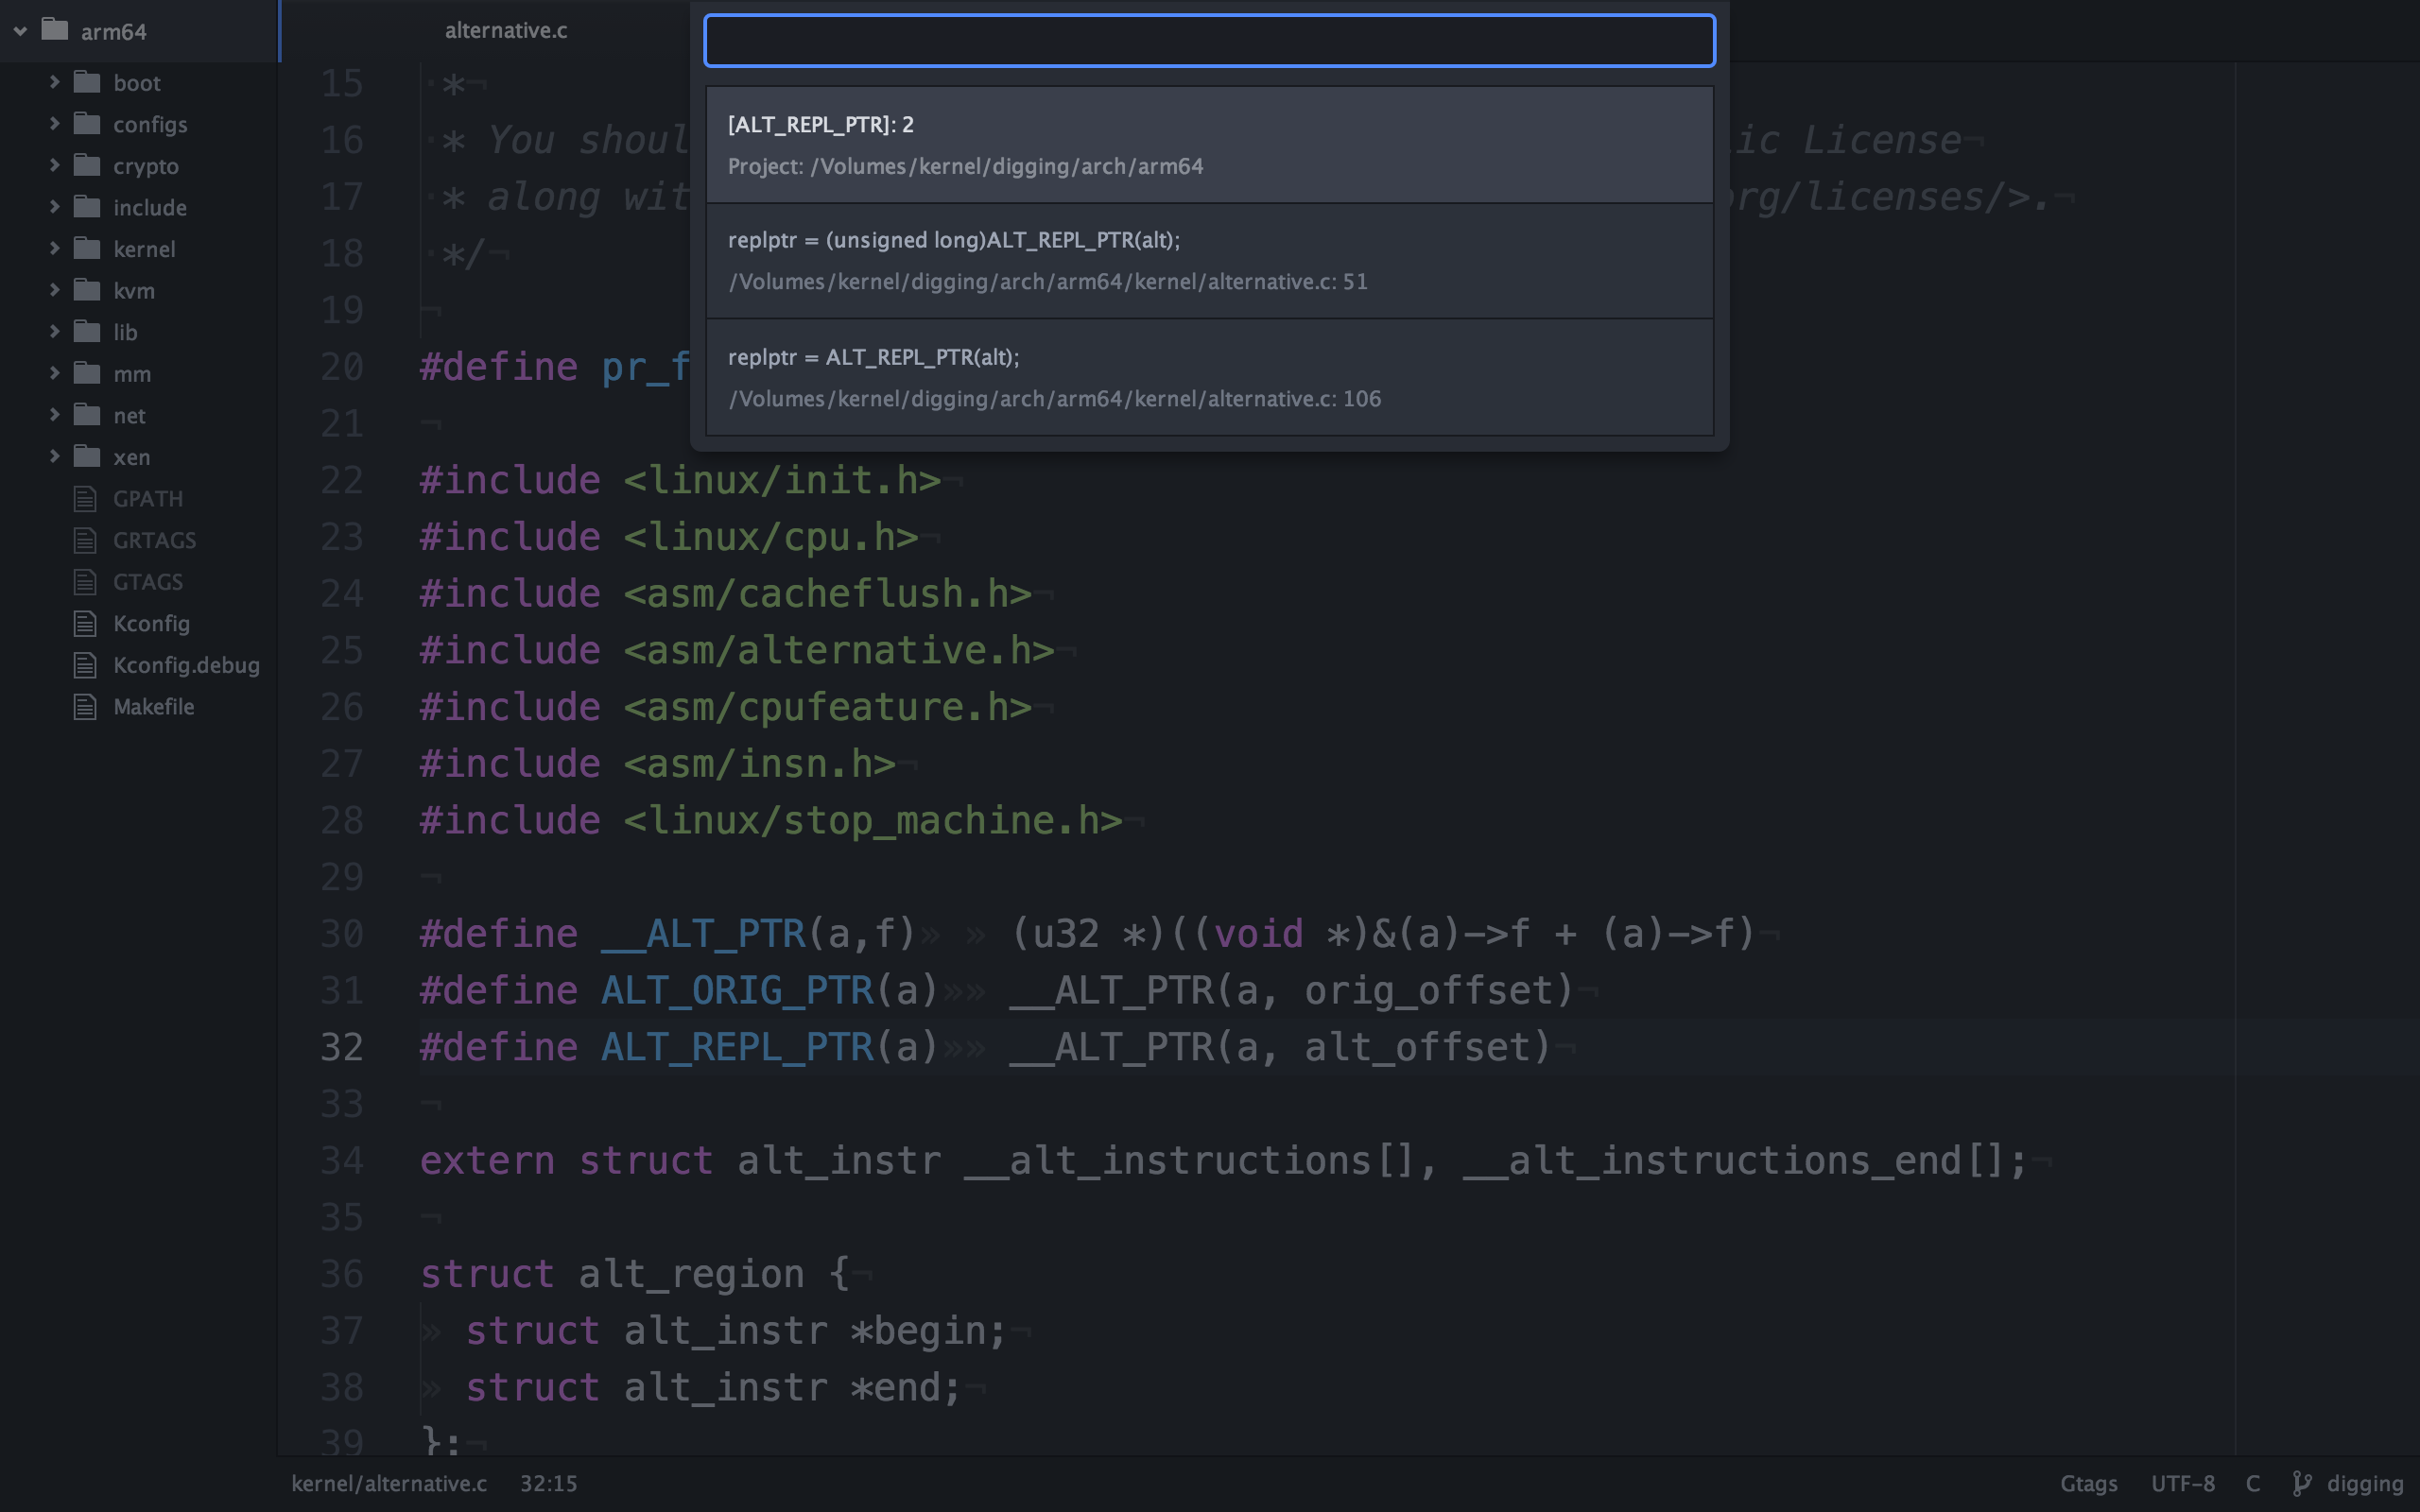 arm64
boot
configs
crypto
include
kernel
kvm
lib
mm
net
xen
GPATH
GRTAGS
GTAGS
Kconfig
Kconfig.debug
Makefile
alternative.c
[ALT_REPL_PTR]: 2
Project: /Volumes/kernel/digging/arch/arm64
replptr = (unsigned long)ALT_REPL_PTR(alt);
/Volumes/kernel/digging/arch/arm64/kernel/alternative.c: 51
replptr = ALT_REPL_PTR(alt);
/Volumes/kernel/digging/arch/arm64/kernel/alternative.c: 106
15 ·*¬
16 ·* You shoul ic License¬
17 ·* along wit rg/licenses/>.¬
18 ·*/¬
19 ¬
20 #define pr_f
21 ¬
22 #include <linux/init.h>¬
23 #include <linux/cpu.h>¬
24 #include <asm/cacheflush.h>¬
25 #include <asm/alternative.h>¬
26 #include <asm/cpufeature.h>¬
27 #include <asm/insn.h>¬
28 #include <linux/stop_machine.h>¬
29 ¬
30 #define __ALT_PTR(a,f)» » (u32 *)((void *)&(a)->f + (a)->f)¬
31 #define ALT_ORIG_PTR(a)»» __ALT_PTR(a, orig_offset)¬
32 #define ALT_REPL_PTR(a)»» __ALT_PTR(a, alt_offset)¬
33 ¬
34 extern struct alt_instr __alt_instructions[], __alt_instructions_end[];¬
35 ¬
36 struct alt_region {¬
37 » struct alt_instr *begin;¬
38 » struct alt_instr *end;¬
39 };¬
kernel/alternative.c 32:15 Gtags UTF-8 C digging